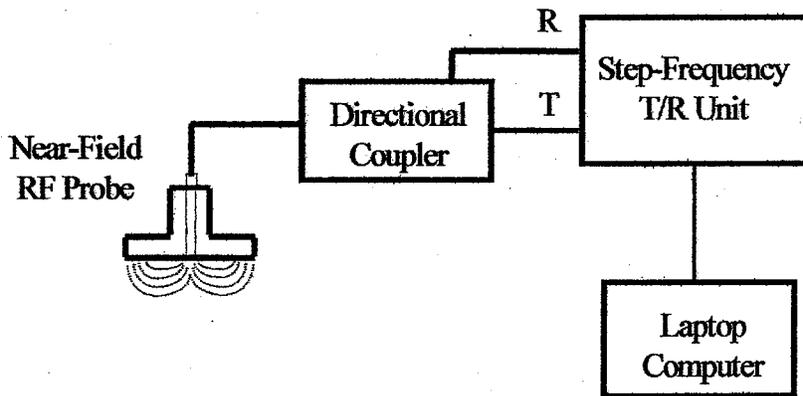 R
Step-Frequency
T/R Unit
T
Directional
Coupler
Near-Field
RF Probe
Laptop
Computer